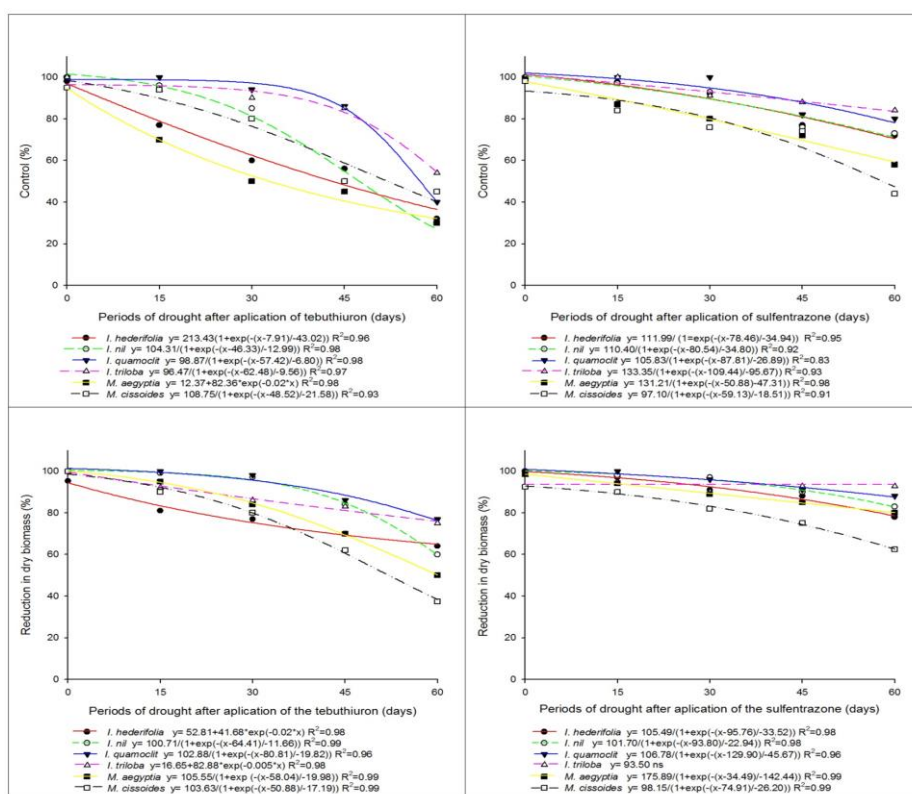 Control (%)
100
80
60
40
20
0
0 15 30 45 60
Periods of drought after aplication of tebuthiuron (days)
I. hederifolia y= 213.43(1+exp(-(x-7.91)/-43.02)) R²=0.96
I. nil y= 104.31/(1+exp(-(x-46.33)/-12.99)) R²=0.98
I. quamoclit y= 98.87/(1+exp(-(x-57.42)/-6.80)) R²=0.98
I. triloba y= 96.47/(1+exp(-(x-62.48)/-9.56)) R²=0.97
M. aegyptia y= 12.37+82.36*exp(-0.02*x) R²=0.98
M. cissoides y= 108.75/(1+exp(-(x-48.52)/-21.58)) R²=0.93
Control (%)
100
80
60
40
20
0
0 15 30 45 60
Periods of drought after aplication of sulfentrazone (days)
I. hederifolia y= 111.99/ (1=exp(-(x-78.46)/-34.94)) R²=0.95
I. nil y= 110.40/(1+exp(-(x-80.54)/-34.80)) R²=0.92
I. quamoclit y= 105.83/(1+exp(-(x-87.81)/-26.89)) R²=0.83
I. triloba y= 133.35/(1+exp(-(x-109.44)/-95.67)) R²=0.93
M. aegyptia y= 131.21/(1+exp(-(x-50.88)-47.31)) R²=0.98
M. cissoides y= 97.10/(1+exp(-(x-59.13)/-18.51)) R²=0.91
Reduction in dry biomass (%)
100
80
60
40
20
0
0 15 30 45 60
Periods of drought after aplication of the tebuthiuron (days)
I. hederifolia y=52.81+41.68*exp(-0.02*x) R²=0.98
I. nil y= 100.71/(1+exp(-(x-64.41)/-11.66)) R²=0.99
I. quamoclit y= 102.88/(1+exp(-(x-80.81)/-19.82)) R²=0.96
I. triloba y=16.65+82.88*exp(-0.005*x) R²=0.98
M. aegyptia y= 105.55/(1+exp (-(x-58.04)/-19.98)) R²=0.99
M. cissoides y= 103.63/(1+exp(-(x-50.88)/-17.19)) R²=0.99
Reduction in dry biomass (%)
100
80
60
40
20
0
0 15 30 45 60
Periods of drought after aplication of the sulfentrazone (days)
I. hederifolia y= 105.49/(1+exp(-(x-95.76)/-33.52)) R²=0.98
I. nil y= 101.70/(1+exp(-(x-93.80)/-22.94)) R²=0.98
I. quamoclit y= 106.78/(1+exp(-(x-129.90)/-45.67)) R²=0.96
I. triloba y= 93.50 ns
M. aegyptia y= 175.89/(1+exp(-(x-34.49)/-142.44)) R²=0.99
M. cissoides y= 98.15/(1+exp(-(x-74.91)/-26.20)) R²=0.99